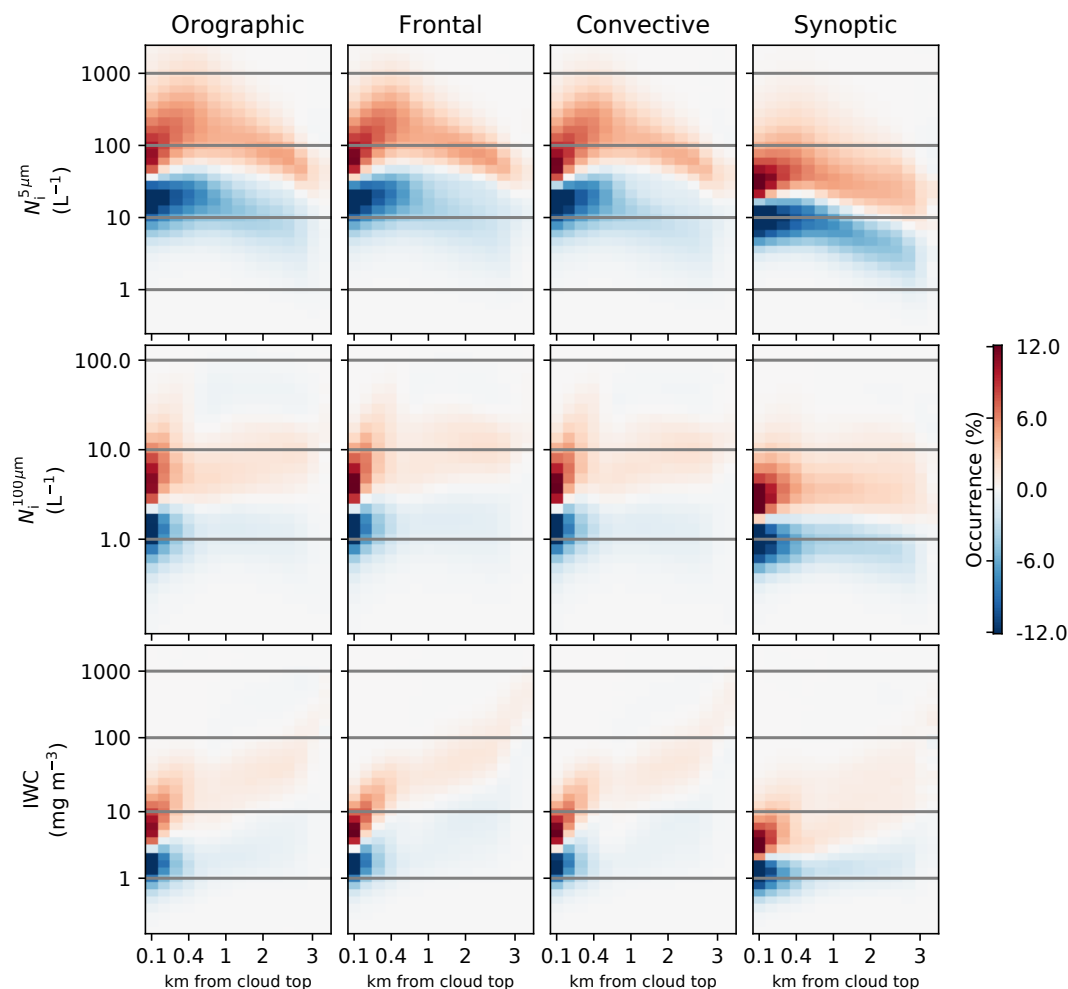 Orographic Frontal Convective Synoptic
1000
100
10
1
N_i^{5 μm}
(L⁻¹)
100.0
10.0
1.0
N_i^{100μm}
(L⁻¹)
12.0
6.0
0.0
-6.0
-12.0
Occurrence (%)
1000
100
10
1
IWC
(mg m⁻³)
0.1 0.4 1 2 3 0.1 0.4 1 2 3 0.1 0.4 1 2 3 0.1 0.4 1 2 3
km from cloud top km from cloud top km from cloud top km from cloud top